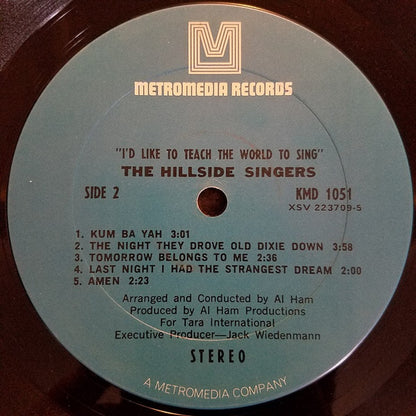 METROMEDIA RECORDS
"I'D LIKE TO TEACH THE WORLD TO SING"
THE HILLSIDE SINGERS
SIDE 2 KMD 1051
XSV 223709-5
1. KUM BA YAH 3:01
2. THE NIGHT THEY DROVE OLD DIXIE DOWN 3:58
3. TOMORROW BELONGS TO ME 2:36
4. LAST NIGHT I HAD THE STRANGEST DREAM 2:00
5. AMEN 2:23
Arranged and Conducted by Al Ham
Produced by Al Ham Productions
For Tara International
Executive Producer—Jack Wiedenmann
STEREO
A METROMEDIA COMPANY